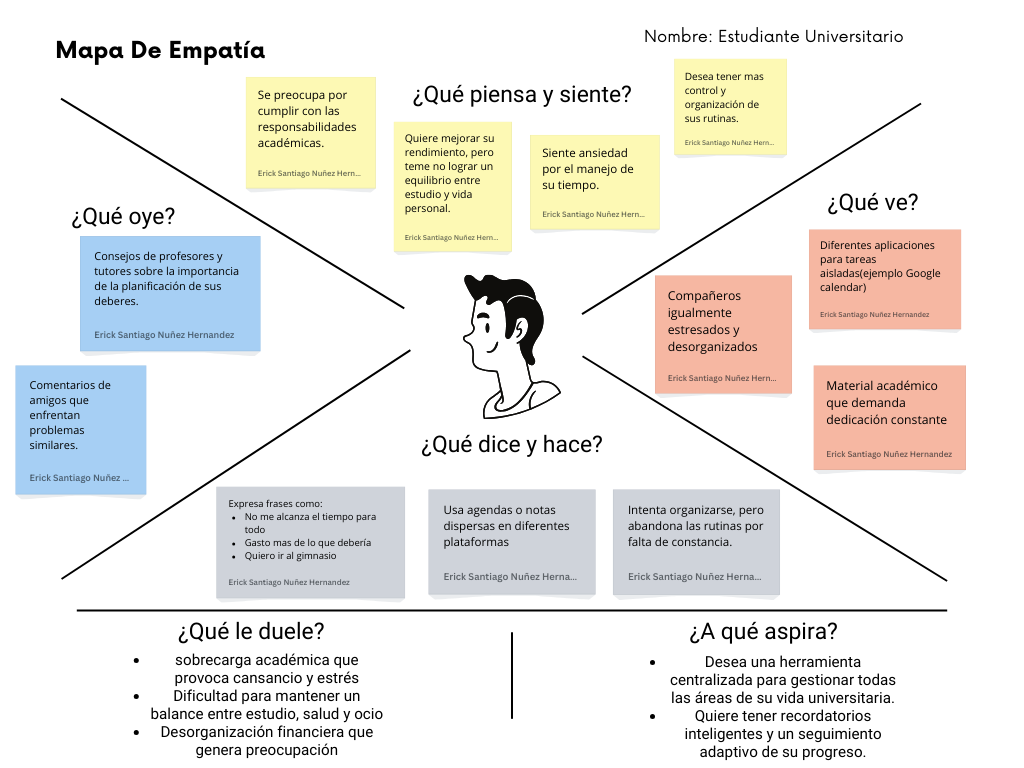 Mapa De Empatía
Nombre: Estudiante Universitario
¿Qué piensa y siente?
Se preocupa por
cumplir con las
responsabilidades
académicas.
Erick Santiago Nuñez Hern...
Quiere mejorar su
rendimiento, pero
teme no lograr un
equilibrio entre
estudio y vida
personal.
Erick Santiago Nuñez Hern...
Siente ansiedad
por el manejo de
su tiempo.
Erick Santiago Nuñez Hern...
Desea tener mas
control y
organización de
sus rutinas.
Erick Santiago Nuñez Hern...
¿Qué oye?
Consejos de profesores y
tutores sobre la importancia
de la planificación de sus
deberes.
Erick Santiago Nuñez Hernandez
Comentarios de
amigos que
enfrentan
problemas
similares.
Erick Santiago Nuñez ...
¿Qué ve?
Diferentes aplicaciones
para tareas
aisladas(ejemplo Google
calendar)
Erick Santiago Nuñez Hernandez
Compañeros
igualmente
estresados y
desorganizados
Erick Santiago Nuñez Hern...
Material académico
que demanda
dedicación constante
Erick Santiago Nuñez Hernandez
¿Qué dice y hace?
Expresa frases como:
• No me alcanza el tiempo para
todo
• Gasto mas de lo que debería
• Quiero ir al gimnasio
Erick Santiago Nuñez Hernandez
Usa agendas o notas
dispersas en diferentes
plataformas
Erick Santiago Nuñez Herna...
Intenta organizarse, pero
abandona las rutinas por
falta de constancia.
Erick Santiago Nuñez Herna...
¿Qué le duele?
• sobrecarga académica que
provoca cansancio y estrés
• Dificultad para mantener un
balance entre estudio, salud y ocio
• Desorganización financiera que
genera preocupación
¿A qué aspira?
• Desea una herramienta
centralizada para gestionar todas
las áreas de su vida universitaria.
• Quiere tener recordatorios
inteligentes y un seguimiento
adaptivo de su progreso.